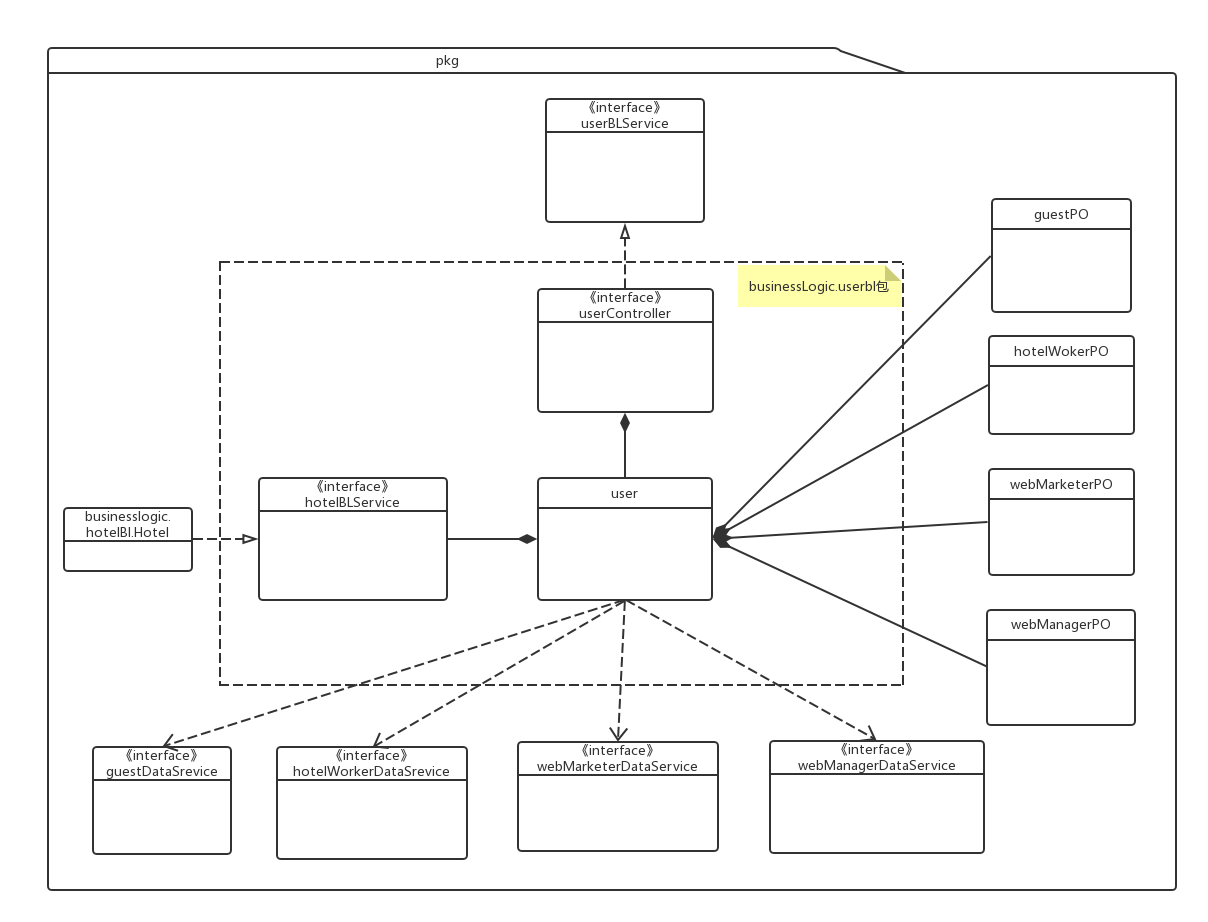 pkg
《interface》
userBLService
guestPO
businessLogic.userbl包
《interface》
userController
hotelWokerPO
《interface》
hotelBLService
user
webMarketerPO
businesslogic.
hotelBl.Hotel
webManagerPO
《interface》
guestDataSrevice
《interface》
hotelWorkerDataSrevice
《interface》
webMarketerDataService
《interface》
webManagerDataService